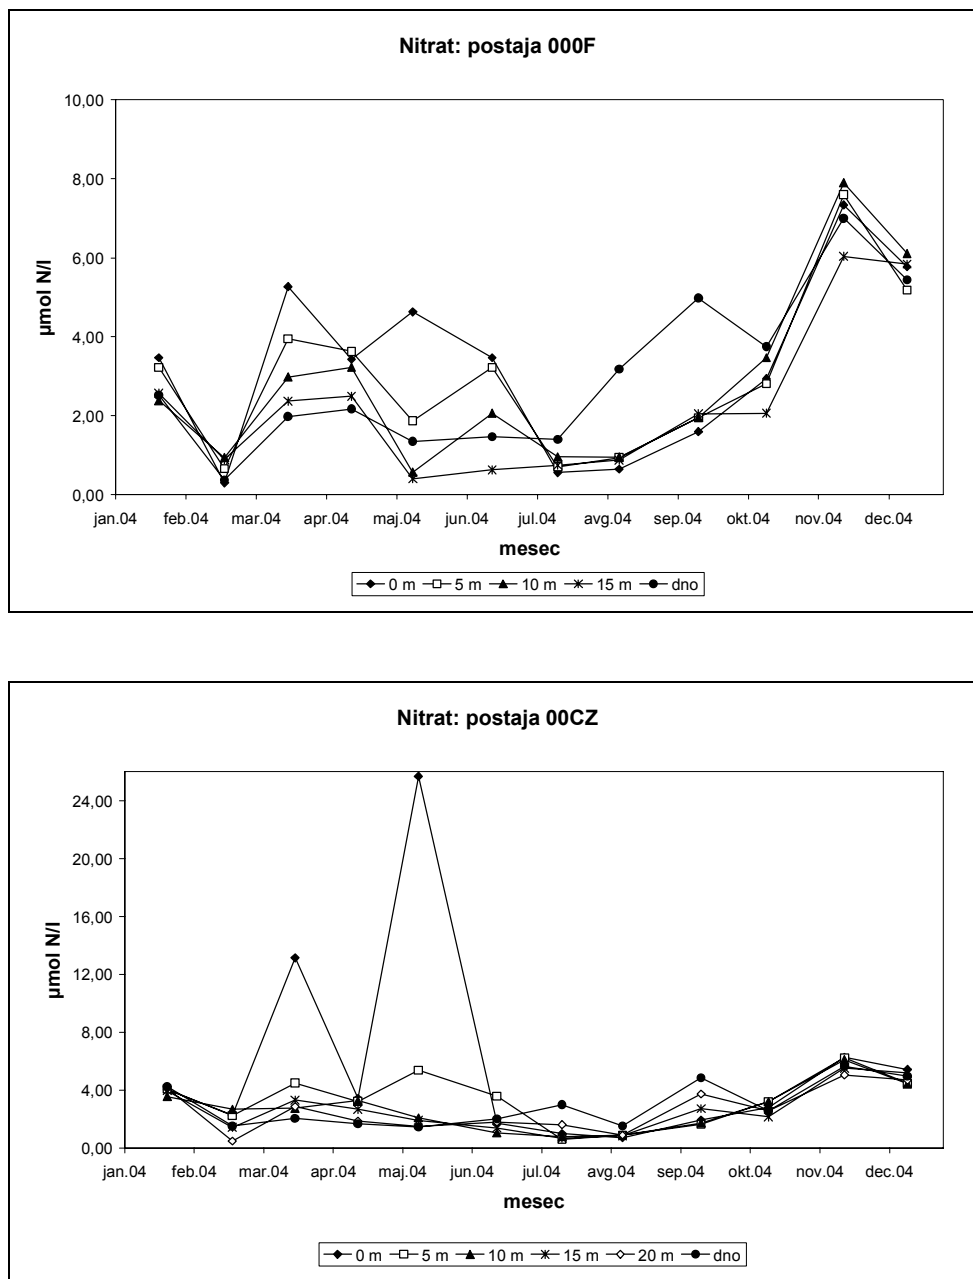 Nitrat: postaja 000F
10,00
8,00
6,00
4,00
2,00
0,00
µmol N/l
jan.04 feb.04 mar.04 apr.04 maj.04 jun.04 jul.04 avg.04 sep.04 okt.04 nov.04 dec.04
mesec
0 m 5 m 10 m 15 m dno
Nitrat: postaja 00CZ
24,00
20,00
16,00
12,00
8,00
4,00
0,00
µmol N/l
jan.04 feb.04 mar.04 apr.04 maj.04 jun.04 jul.04 avg.04 sep.04 okt.04 nov.04 dec.04
mesec
0 m 5 m 10 m 15 m 20 m dno